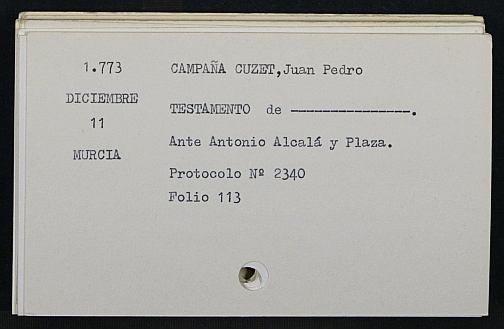 1.773 CAMPAÑA CUZET,Juan Pedro
DICIEMBRE
TESTAMENTO de ---------------.
11
Ante Antonio Alcalá y Plaza.
MURCIA
Protocolo Nº 2340
Folio 113